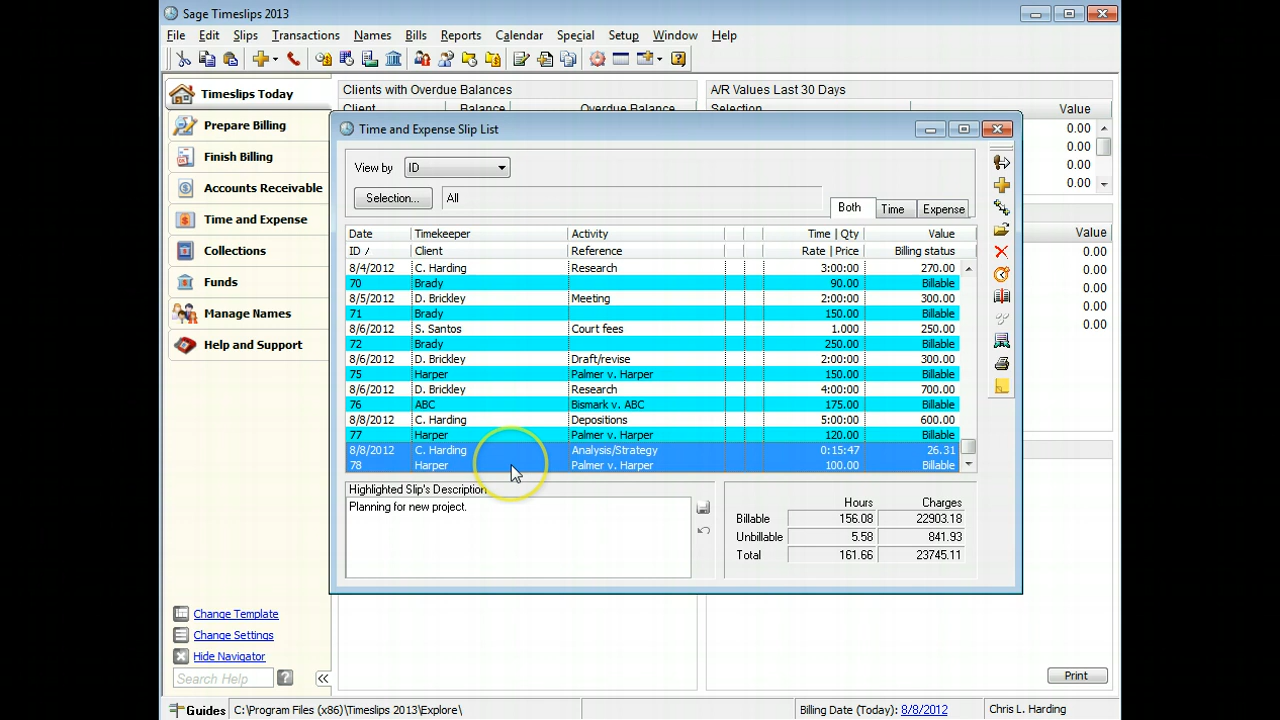 Sage Timeslips 2013
File Edit Slips Transactions Names Bills Reports Calendar Special Setup Window Help
Timeslips Today
Prepare Billing
Finish Billing
Accounts Receivable
Time and Expense
Collections
Funds
Manage Names
Help and Support
Change Template
Change Settings
Hide Navigator
Search Help
Clients with Overdue Balances
Client Balance Overdue Balance
A/R Values Last 30 Days
Selection Value
0.00
0.00
0.00
0.00
Value
0.00
0.00
0.00
0.00
Print
Time and Expense Slip List
View by ID
Selection... All
Both Time Expense
Date Timekeeper Activity Time | Qty Value
ID / Client Reference Rate | Price Billing status
8/4/2012 C. Harding Research 3:00:00 270.00
70 Brady 90.00 Billable
8/5/2012 D. Brickley Meeting 2:00:00 300.00
71 Brady 150.00 Billable
8/6/2012 S. Santos Court fees 1.000 250.00
72 Brady 250.00 Billable
8/6/2012 D. Brickley Draft/revise 2:00:00 300.00
75 Harper Palmer v. Harper 150.00 Billable
8/6/2012 D. Brickley Research 4:00:00 700.00
76 ABC Bismark v. ABC 175.00 Billable
8/8/2012 C. Harding Depositions 5:00:00 600.00
77 Harper Palmer v. Harper 120.00 Billable
8/8/2012 C. Harding Analysis/Strategy 0:15:47 26.31
78 Harper Palmer v. Harper 100.00 Billable
Highlighted Slip's Description
Planning for new project.
Hours Charges
Billable 156.08 22903.18
Unbillable 5.58 841.93
Total 161.66 23745.11
Guides C:\Program Files (x86)\Timeslips 2013\Explore\ Billing Date (Today): 8/8/2012 Chris L. Harding